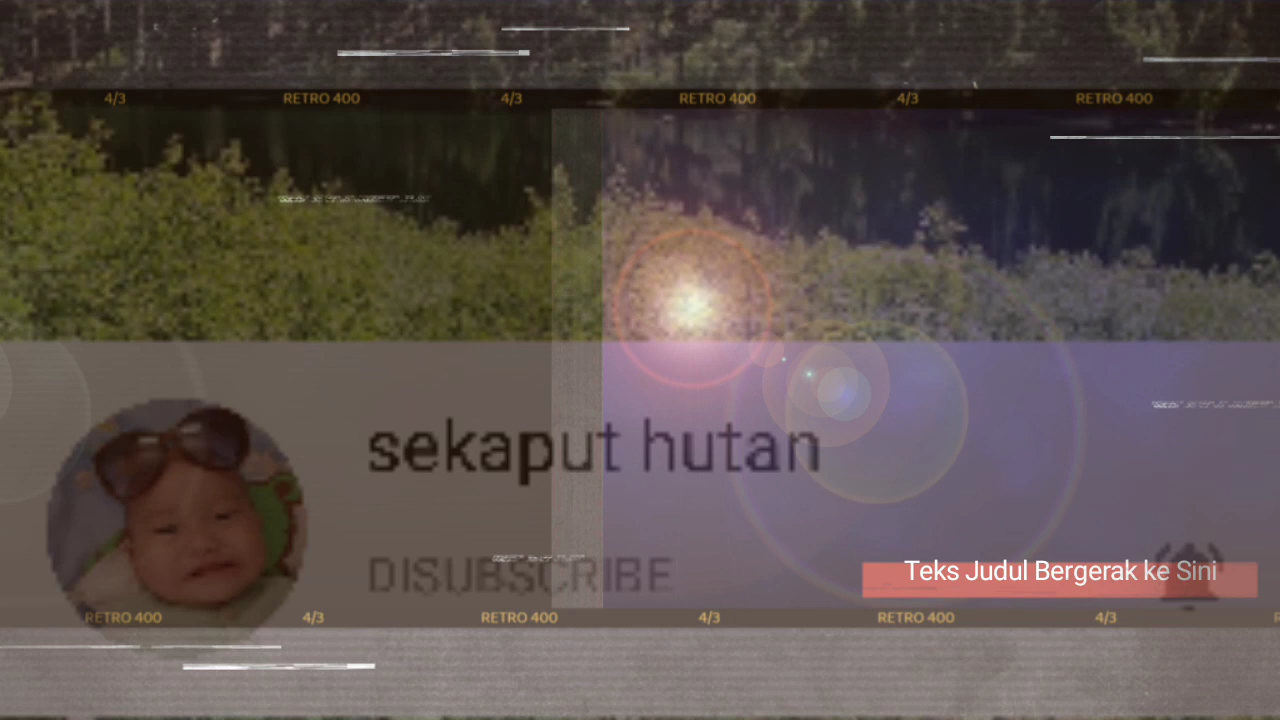 4/3 RETRO 400 4/3 RETRO 400 4/3 RETRO 400
sekaput hutan
DISUBSCRIBE
Teks Judul Bergerak ke Sini
RETRO 400 4/3 RETRO 400 4/3 RETRO 400 4/3